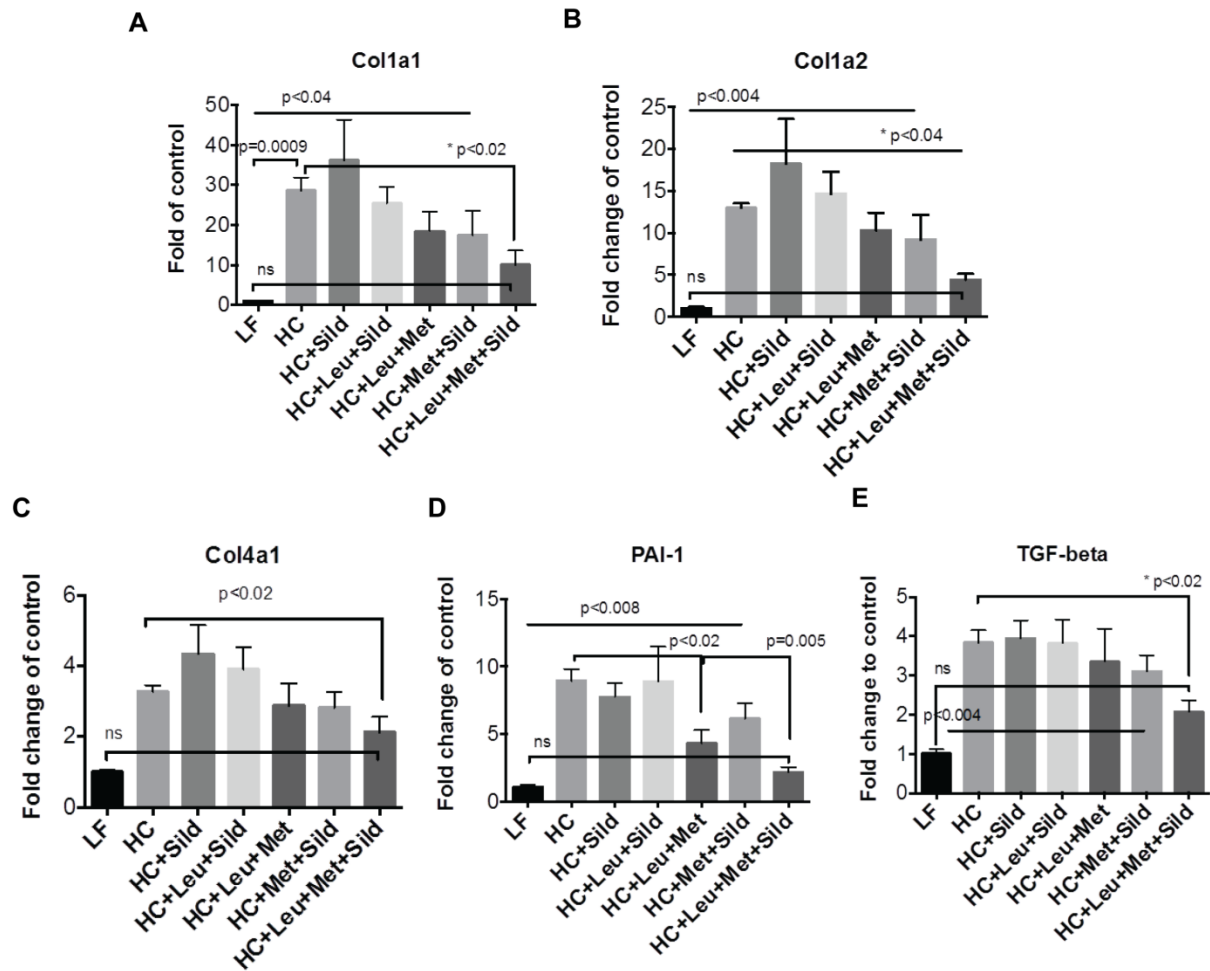 A
Col1a1
Fold of control
50
40
30
20
10
0
p<0.04
p=0.0009
* p<0.02
ns
LF
HC
HC+Sild
HC+Leu+Sild
HC+Leu+Met
HC+Met+Sild
HC+Leu+Met+Sild
B
Col1a2
Fold change of control
25
20
15
10
5
0
p<0.004
* p<0.04
ns
LF
HC
HC+Sild
HC+Leu+Sild
HC+Leu+Met
HC+Met+Sild
HC+Leu+Met+Sild
C
Col4a1
Fold change of control
6
4
2
0
p<0.02
ns
LF
HC
HC+Sild
HC+Leu+Sild
HC+Leu+Met
HC+Met+Sild
HC+Leu+Met+Sild
D
PAI-1
Fold change of control
15
10
5
0
p<0.008
p<0.02
p=0.005
ns
LF
HC
HC+Sild
HC+Leu+Sild
HC+Leu+Met
HC+Met+Sild
HC+Leu+Met+Sild
E
TGF-beta
Fold change to control
5
4
3
2
1
0
* p<0.02
ns
p<0.004
LF
HC
HC+Sild
HC+Leu+Sild
HC+Leu+Met
HC+Met+Sild
HC+Leu+Met+Sild